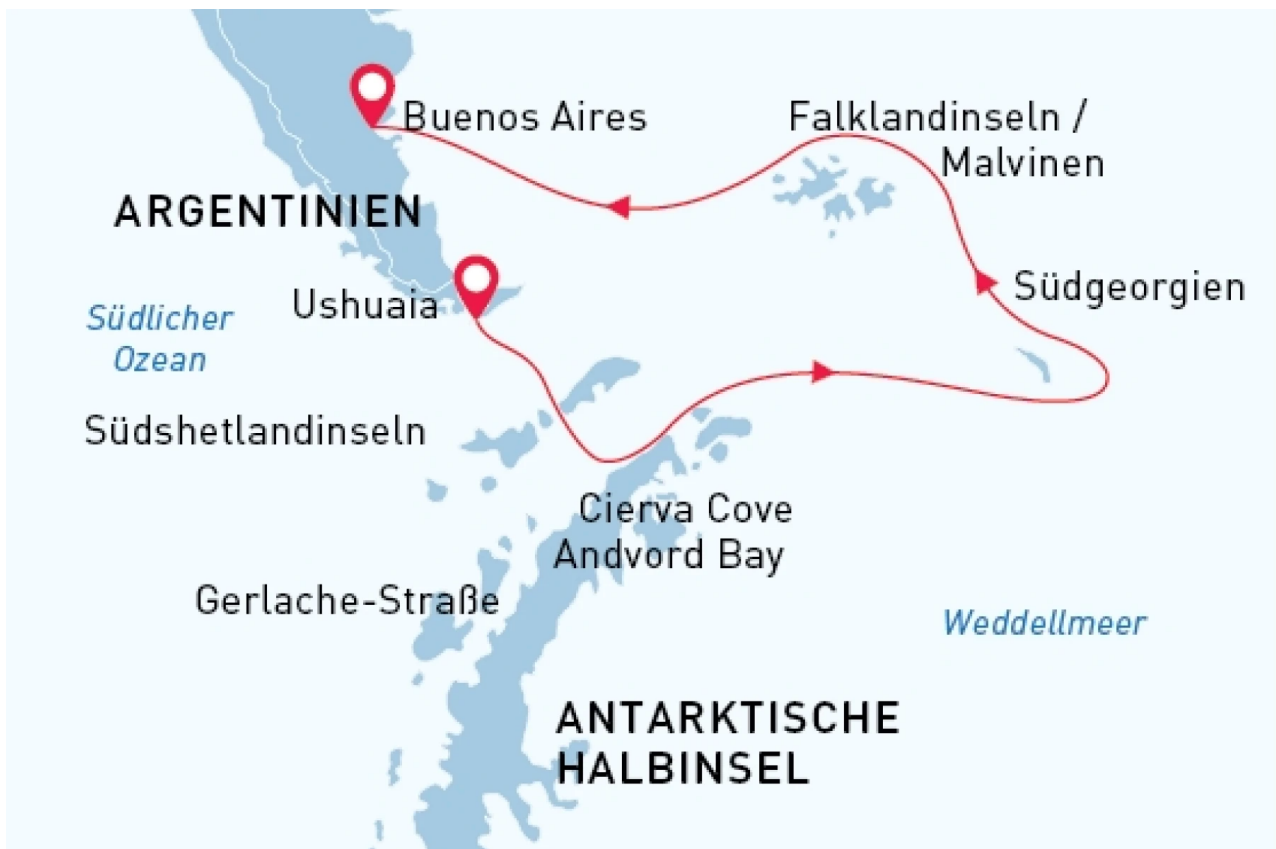 Buenos Aires
Falklandinseln /
Malvinen
ARGENTINIEN
Ushuaia
Südgeorgien
Südlicher
Ozean
Südshetlandinseln
Cierva Cove
Andvord Bay
Gerlache-Straße
Weddellmeer
ANTARKTISCHE
HALBINSEL